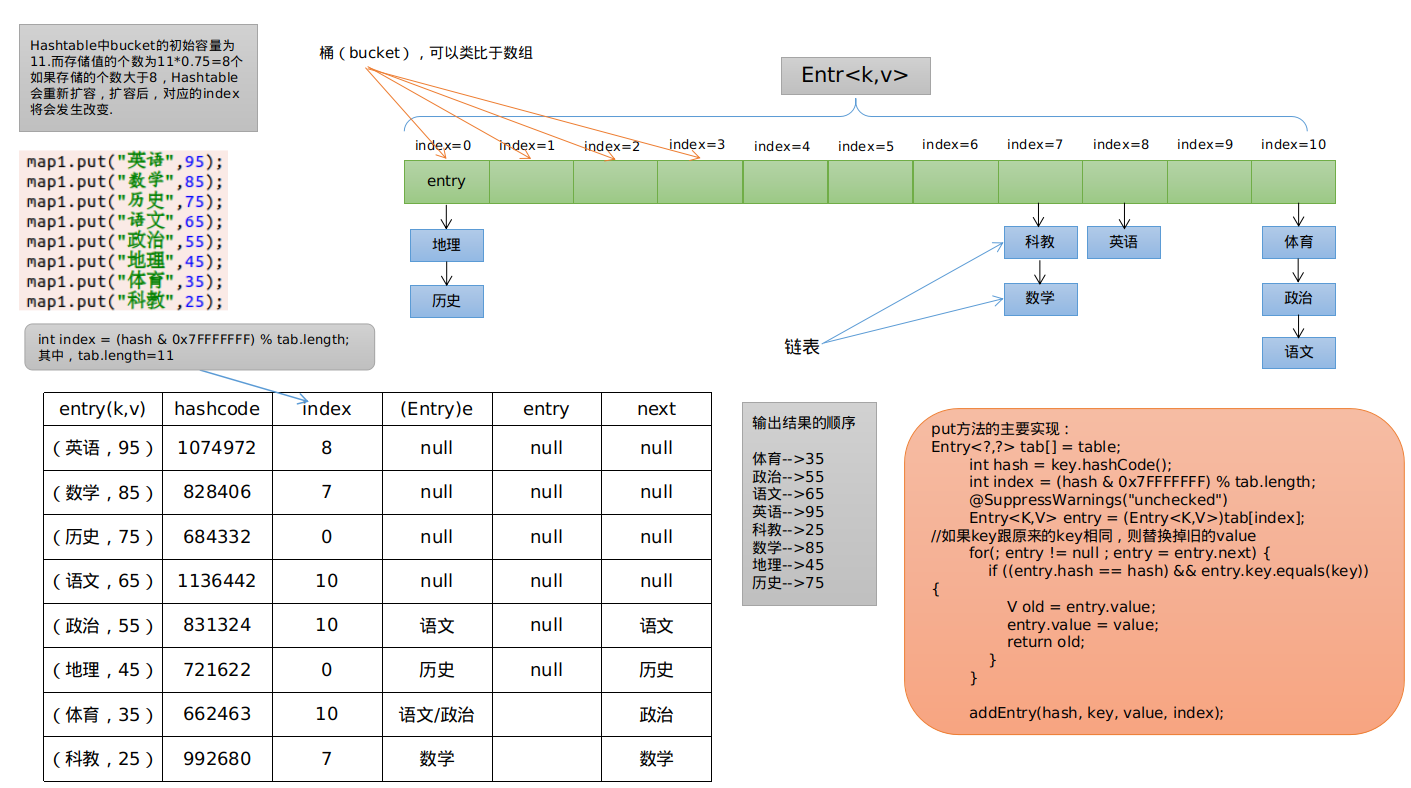 Hashtable中bucket的初始容量为
11.而存储值的个数为11*0.75=8个
如果存储的个数大于8，Hashtable
会重新扩容，扩容后，对应的index
将会发生改变.
桶（bucket），可以类比于数组
Entr<k,v>
index=0 index=1 index=2 index=3 index=4 index=5 index=6 index=7 index=8 index=9 index=10
entry
地理
历史
科教
数学
英语
体育
政治
语文
链表
map1.put("英语",95);
map1.put("数学",85);
map1.put("历史",75);
map1.put("语文",65);
map1.put("政治",55);
map1.put("地理",45);
map1.put("体育",35);
map1.put("科教",25);
int index = (hash & 0x7FFFFFFF) % tab.length;
其中，tab.length=11
entry(k,v) hashcode index (Entry)e entry next
（英语，95） 1074972 8 null null null
（数学，85） 828406 7 null null null
（历史，75） 684332 0 null null null
（语文，65） 1136442 10 null null null
（政治，55） 831324 10 语文 null 语文
（地理，45） 721622 0 历史 null 历史
（体育，35） 662463 10 语文/政治 政治
（科教，25） 992680 7 数学 数学
输出结果的顺序
体育-->35
政治-->55
语文-->65
英语-->95
科教-->25
数学-->85
地理-->45
历史-->75
put方法的主要实现：
Entry<?,?> tab[] = table;
int hash = key.hashCode();
int index = (hash & 0x7FFFFFFF) % tab.length;
@SuppressWarnings("unchecked")
Entry<K,V> entry = (Entry<K,V>)tab[index];
//如果key跟原来的key相同，则替换掉旧的value
for(; entry != null ; entry = entry.next) {
if ((entry.hash == hash) && entry.key.equals(key))
{
V old = entry.value;
entry.value = value;
return old;
}
}
addEntry(hash, key, value, index);